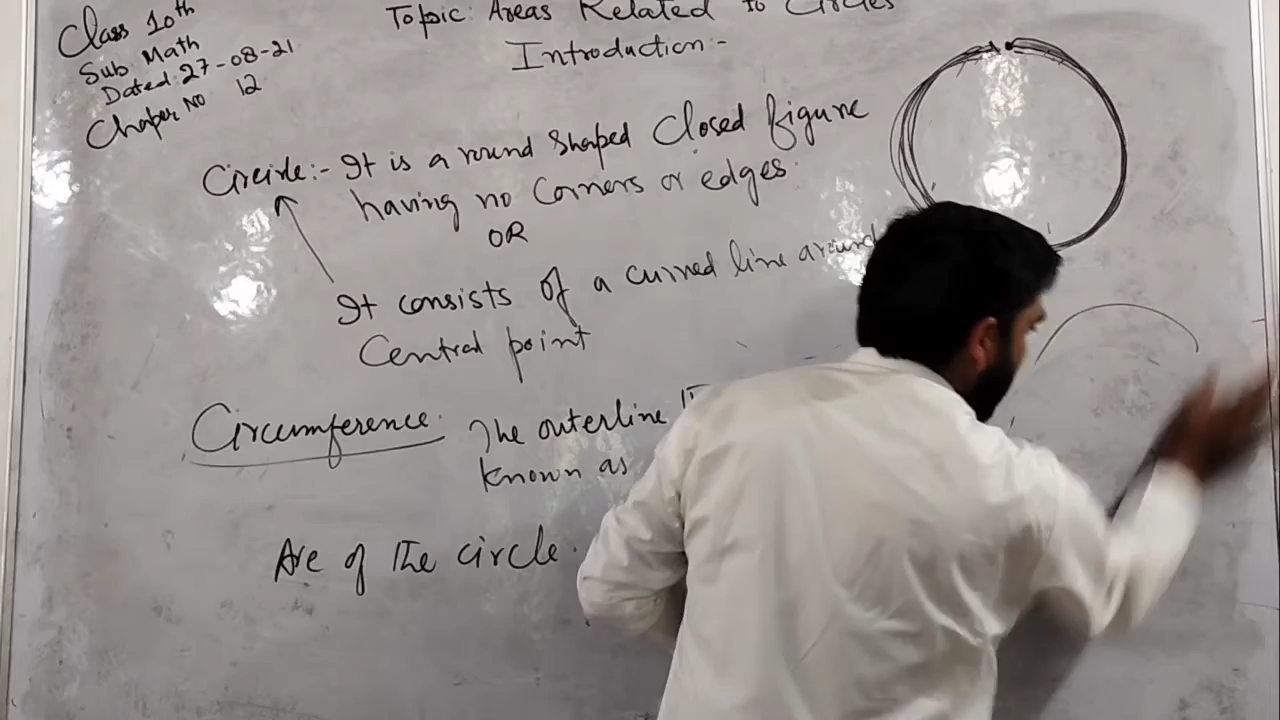 Class 10th
Sub Math
Dated 27-08-21
Chaper No 12
Topic: Areas Related to Circles
Introduction:-
Circirle:- It is a round shaped closed figure
having no corners or edges.
OR
It consists of a curved line around
Central point
Circumference. The outerline
known as
Arc of the circle.